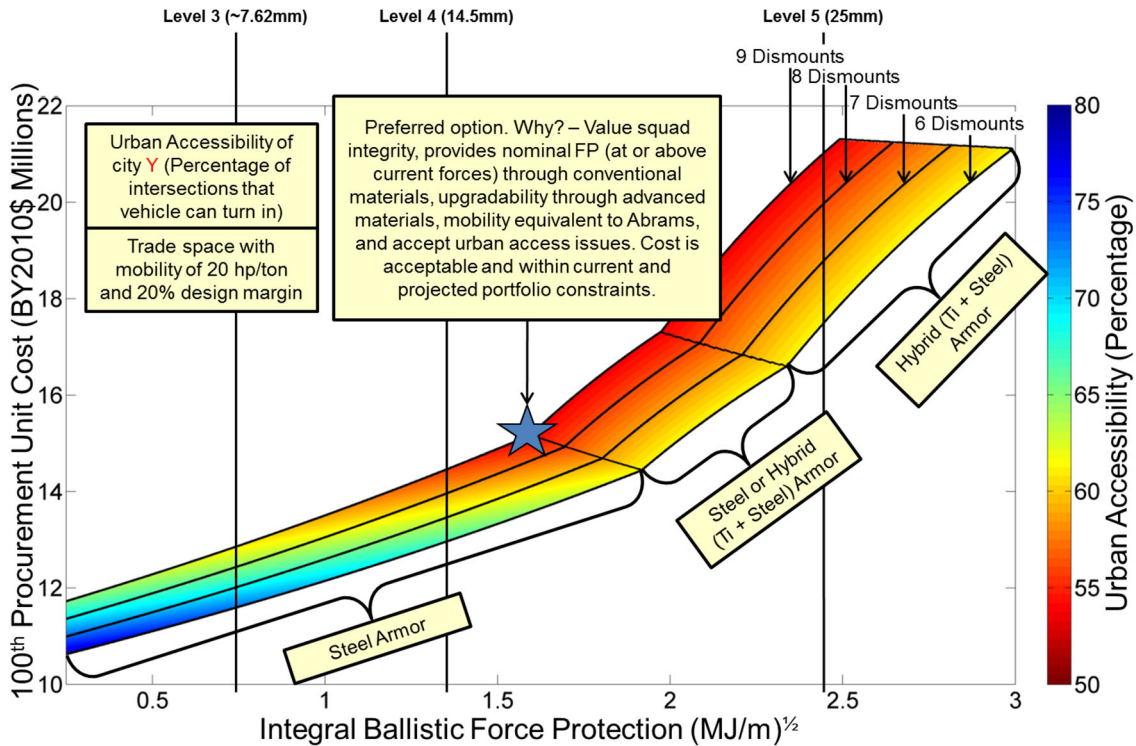 Level 3 (~7.62mm)
Level 4 (14.5mm)
Level 5 (25mm)
9 Dismounts
8 Dismounts
7 Dismounts
6 Dismounts
Urban Accessibility of
city Y (Percentage of
intersections that
vehicle can turn in)
Trade space with
mobility of 20 hp/ton
and 20% design margin
Preferred option. Why? – Value squad
integrity, provides nominal FP (at or above
current forces) through conventional
materials, upgradability through advanced
materials, mobility equivalent to Abrams,
and accept urban access issues. Cost is
acceptable and within current and
projected portfolio constraints.
Steel Armor
Steel or Hybrid
(Ti + Steel) Armor
Hybrid (Ti + Steel)
Armor
100th Procurement Unit Cost (BY2010$ Millions)
22
20
18
16
14
12
10
0.5
1
1.5
2
2.5
3
Integral Ballistic Force Protection (MJ/m)½
80
75
70
65
60
55
50
Urban Accessibility (Percentage)